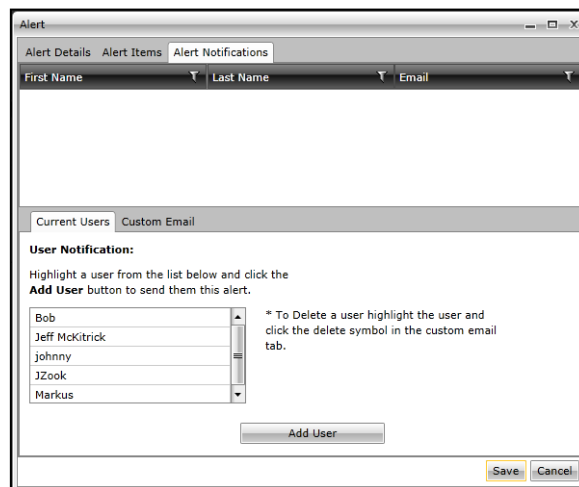 Alert
Alert Details Alert Items Alert Notifications
First Name Last Name Email
Current Users Custom Email
User Notification:
Highlight a user from the list below and click the
Add User button to send them this alert.
Bob
Jeff McKitrick
johnny
JZook
Markus
* To Delete a user highlight the user and
click the delete symbol in the custom email
tab.
Add User
Save Cancel